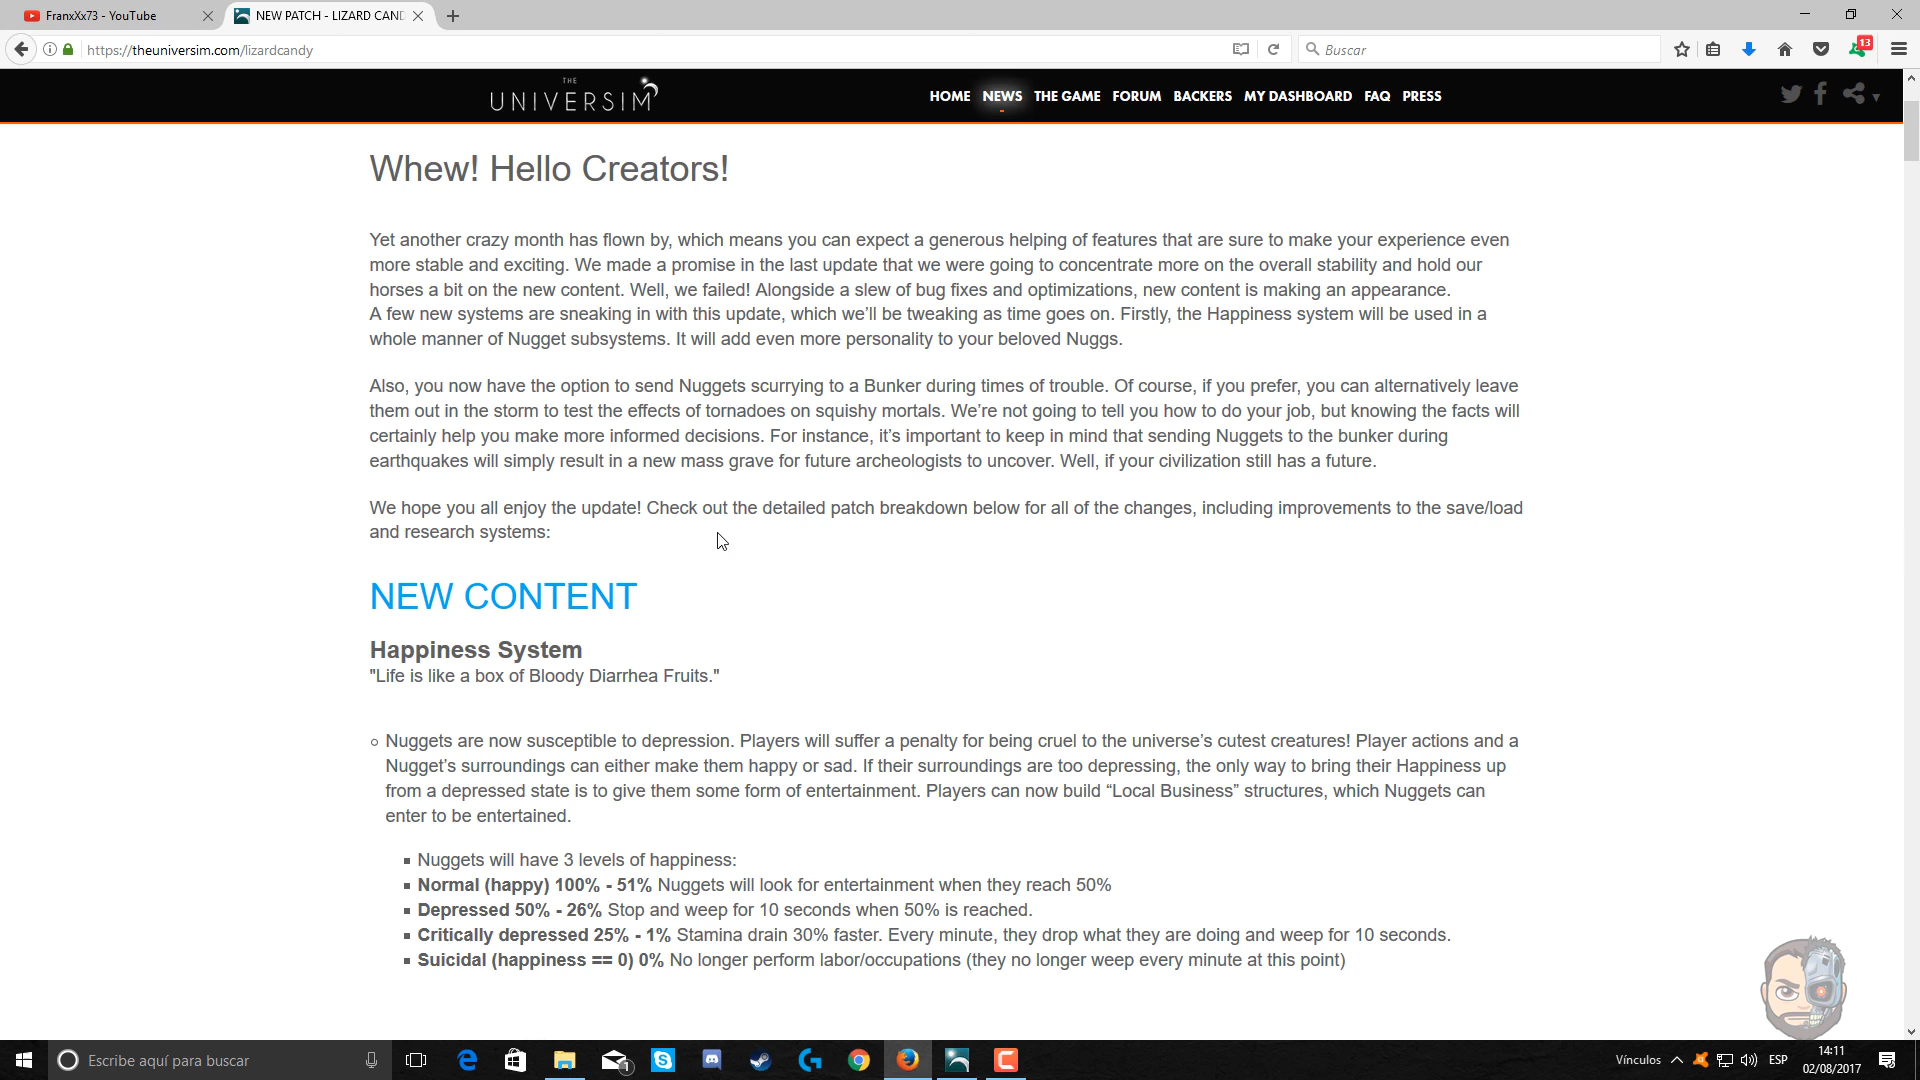 FranxXx73 - YouTube
NEW PATCH - LIZARD CAND
https://theuniversim.com/lizardcandy
Buscar
13
THE
UNIVERSIM
HOME NEWS THE GAME FORUM BACKERS MY DASHBOARD FAQ PRESS
Whew! Hello Creators!
Yet another crazy month has flown by, which means you can expect a generous helping of features that are sure to make your experience even
more stable and exciting. We made a promise in the last update that we were going to concentrate more on the overall stability and hold our
horses a bit on the new content. Well, we failed! Alongside a slew of bug fixes and optimizations, new content is making an appearance.
A few new systems are sneaking in with this update, which we’ll be tweaking as time goes on. Firstly, the Happiness system will be used in a
whole manner of Nugget subsystems. It will add even more personality to your beloved Nuggs.
Also, you now have the option to send Nuggets scurrying to a Bunker during times of trouble. Of course, if you prefer, you can alternatively leave
them out in the storm to test the effects of tornadoes on squishy mortals. We’re not going to tell you how to do your job, but knowing the facts will
certainly help you make more informed decisions. For instance, it’s important to keep in mind that sending Nuggets to the bunker during
earthquakes will simply result in a new mass grave for future archeologists to uncover. Well, if your civilization still has a future.
We hope you all enjoy the update! Check out the detailed patch breakdown below for all of the changes, including improvements to the save/load
and research systems:
NEW CONTENT
Happiness System
"Life is like a box of Bloody Diarrhea Fruits."
Nuggets are now susceptible to depression. Players will suffer a penalty for being cruel to the universe’s cutest creatures! Player actions and a
Nugget’s surroundings can either make them happy or sad. If their surroundings are too depressing, the only way to bring their Happiness up
from a depressed state is to give them some form of entertainment. Players can now build “Local Business” structures, which Nuggets can
enter to be entertained.
Nuggets will have 3 levels of happiness:
Normal (happy) 100% - 51% Nuggets will look for entertainment when they reach 50%
Depressed 50% - 26% Stop and weep for 10 seconds when 50% is reached.
Critically depressed 25% - 1% Stamina drain 30% faster. Every minute, they drop what they are doing and weep for 10 seconds.
Suicidal (happiness == 0) 0% No longer perform labor/occupations (they no longer weep every minute at this point)
Escribe aquí para buscar
1
Vínculos
ESP
14:11
02/08/2017